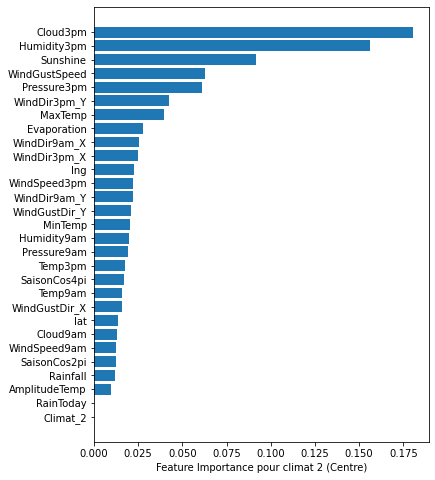 Cloud3pm
Humidity3pm
Sunshine
WindGustSpeed
Pressure3pm
WindDir3pm_Y
MaxTemp
Evaporation
WindDir9am_X
WindDir3pm_X
lng
WindSpeed3pm
WindDir9am_Y
WindGustDir_Y
MinTemp
Humidity9am
Pressure9am
Temp3pm
SaisonCos4pi
Temp9am
WindGustDir_X
lat
Cloud9am
WindSpeed9am
SaisonCos2pi
Rainfall
AmplitudeTemp
RainToday
Climat_2
0.000 0.025 0.050 0.075 0.100 0.125 0.150 0.175
Feature Importance pour climat 2 (Centre)